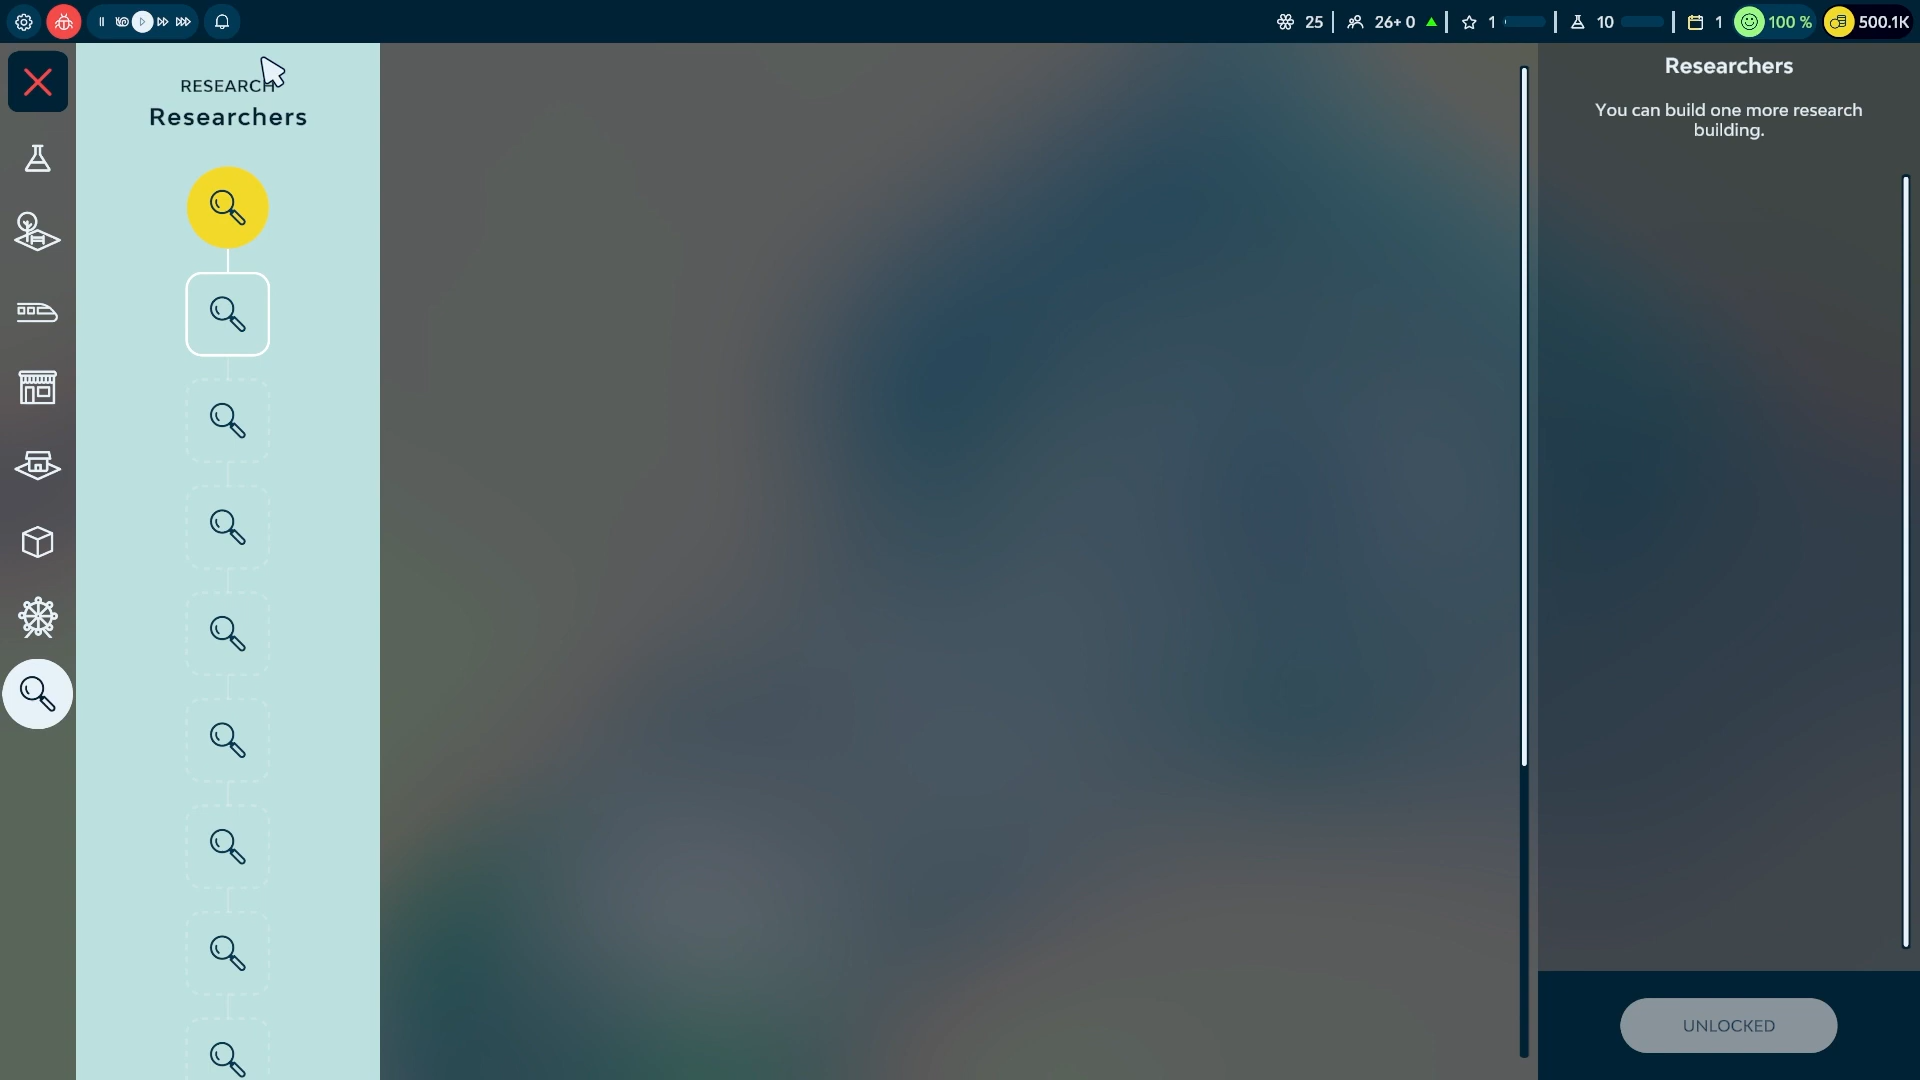 25
26+ 0
1
10
1
100 %
500.1K
RESEARCH
Researchers
Researchers
You can build one more research
building.
UNLOCKED